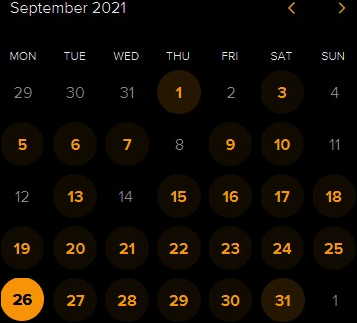 September 2021
MON TUE WED THU FRI SAT SUN
29 30 31 1 2 3 4
5 6 7 8 9 10 11
12 13 14 15 16 17 18
19 20 21 22 23 24 25
26 27 28 29 30 31 1